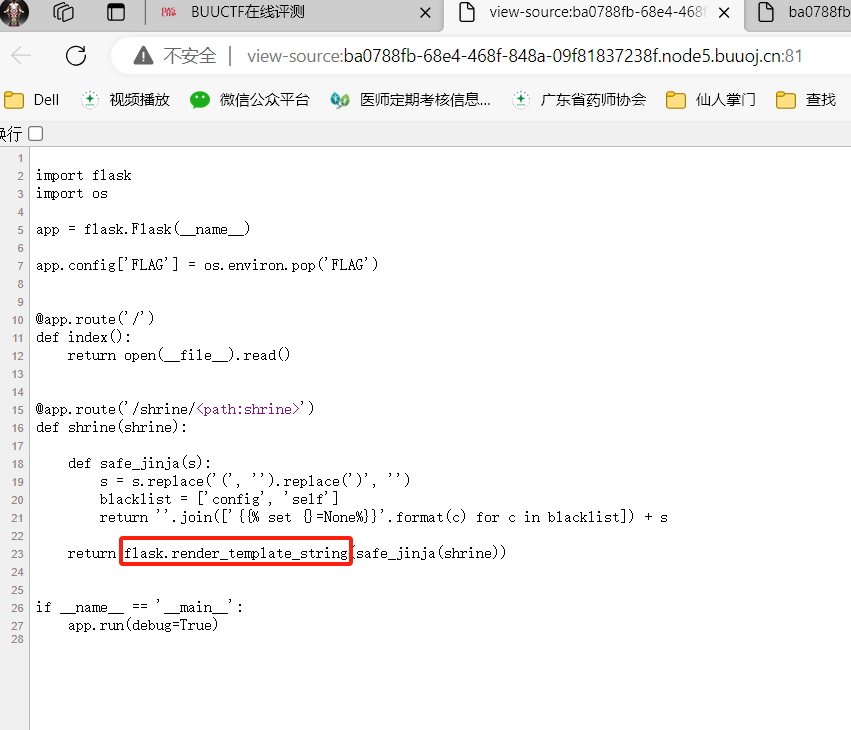 BUUCTF在线评测
view-source:ba0788fb-68e4-468f
ba0788fb
不安全 view-source:ba0788fb-68e4-468f-848a-09f81837238f.node5.buuoj.cn:81
Dell 视频播放 微信公众平台 医师定期考核信息... 广东省药师协会 仙人掌门 查找
换行
1
2 import flask
3 import os
4
5 app = flask.Flask(__name__)
6
7 app.config['FLAG'] = os.environ.pop('FLAG')
8
9
10 @app.route('/')
11 def index():
12 return open(__file__).read()
13
14
15 @app.route('/shrine/<path:shrine>')
16 def shrine(shrine):
17
18 def safe_jinja(s):
19 s = s.replace('(', '').replace(')', '')
20 blacklist = ['config', 'self']
21 return ''.join(['{{% set {}=None%}}'.format(c) for c in blacklist]) + s
22
23 return flask.render_template_string(safe_jinja(shrine))
24
25
26 if __name__ == '__main__':
27 app.run(debug=True)
28